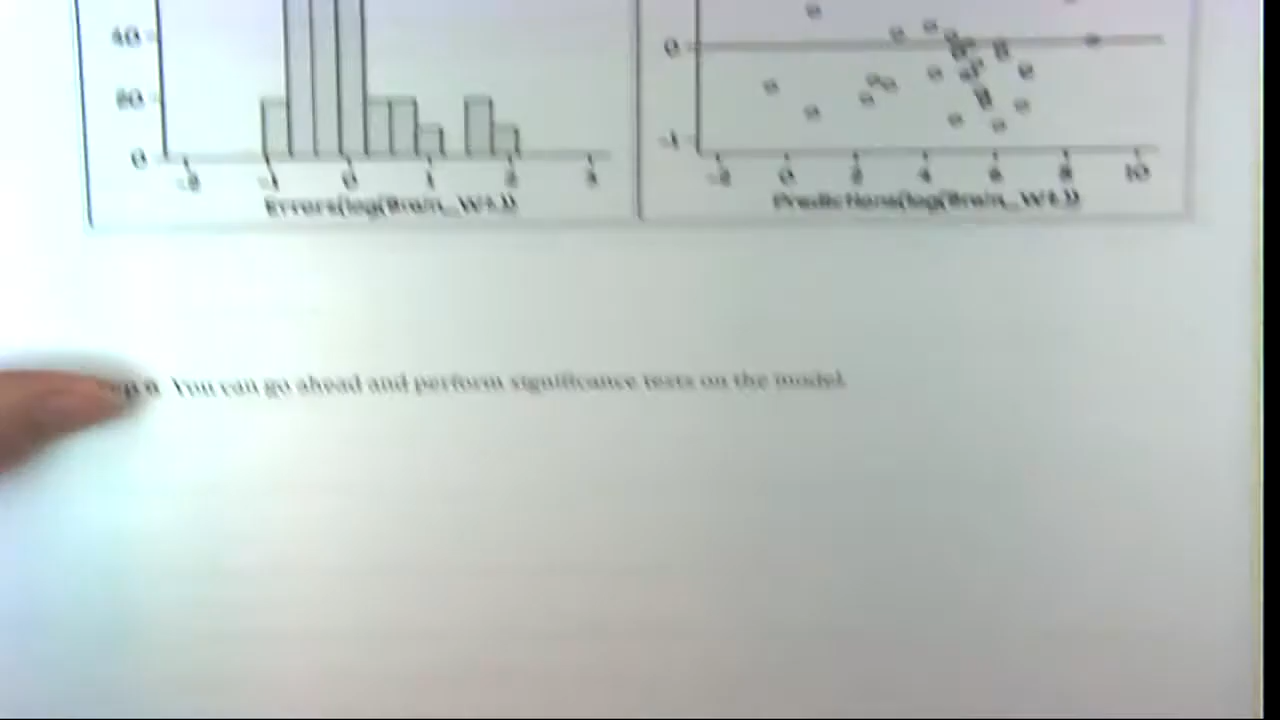 40 0
20 -1
0
-2 -1 0 1 2 3 -2 0 2 4 6 8 10
Errors(log(Brain_Wt.)) Predictions(log(Brain_Wt.))
You can go ahead and perform significance tests on the model.